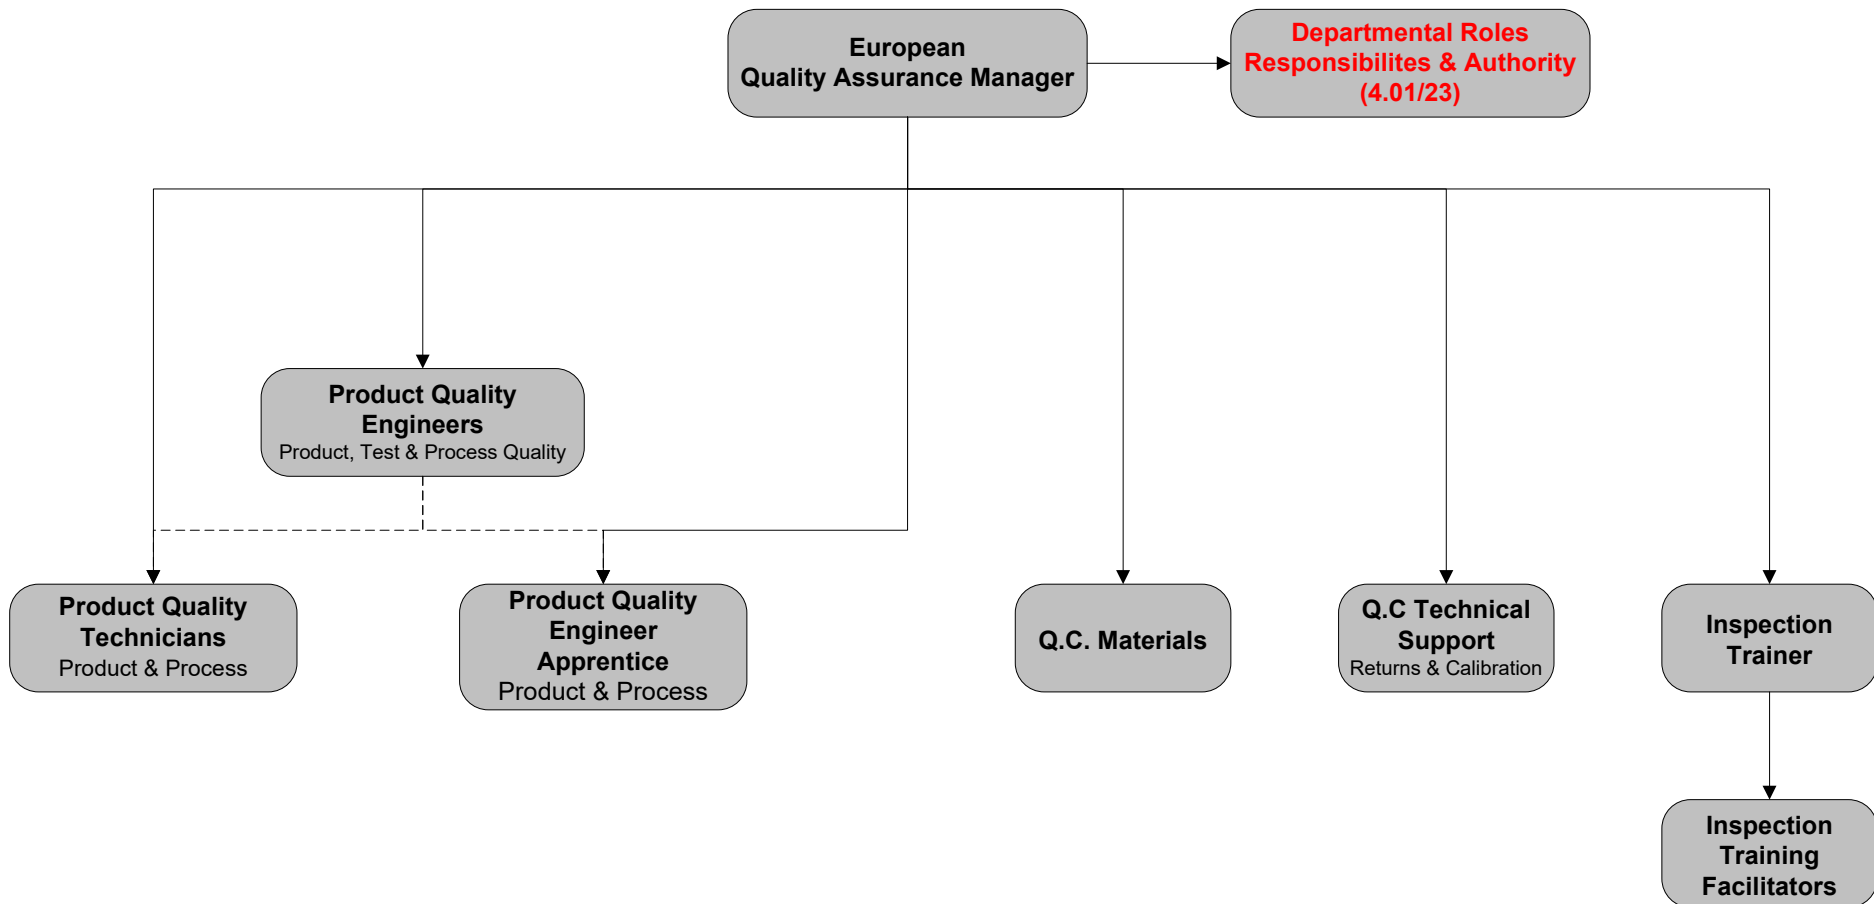 European
Quality Assurance Manager
Departmental Roles
Responsibilites & Authority
(4.01/23)
Product Quality
Engineers
Product, Test & Process Quality
Product Quality
Technicians
Product & Process
Product Quality
Engineer
Apprentice
Product & Process
Q.C. Materials
Q.C Technical
Support
Returns & Calibration
Inspection
Trainer
Inspection
Training
Facilitators